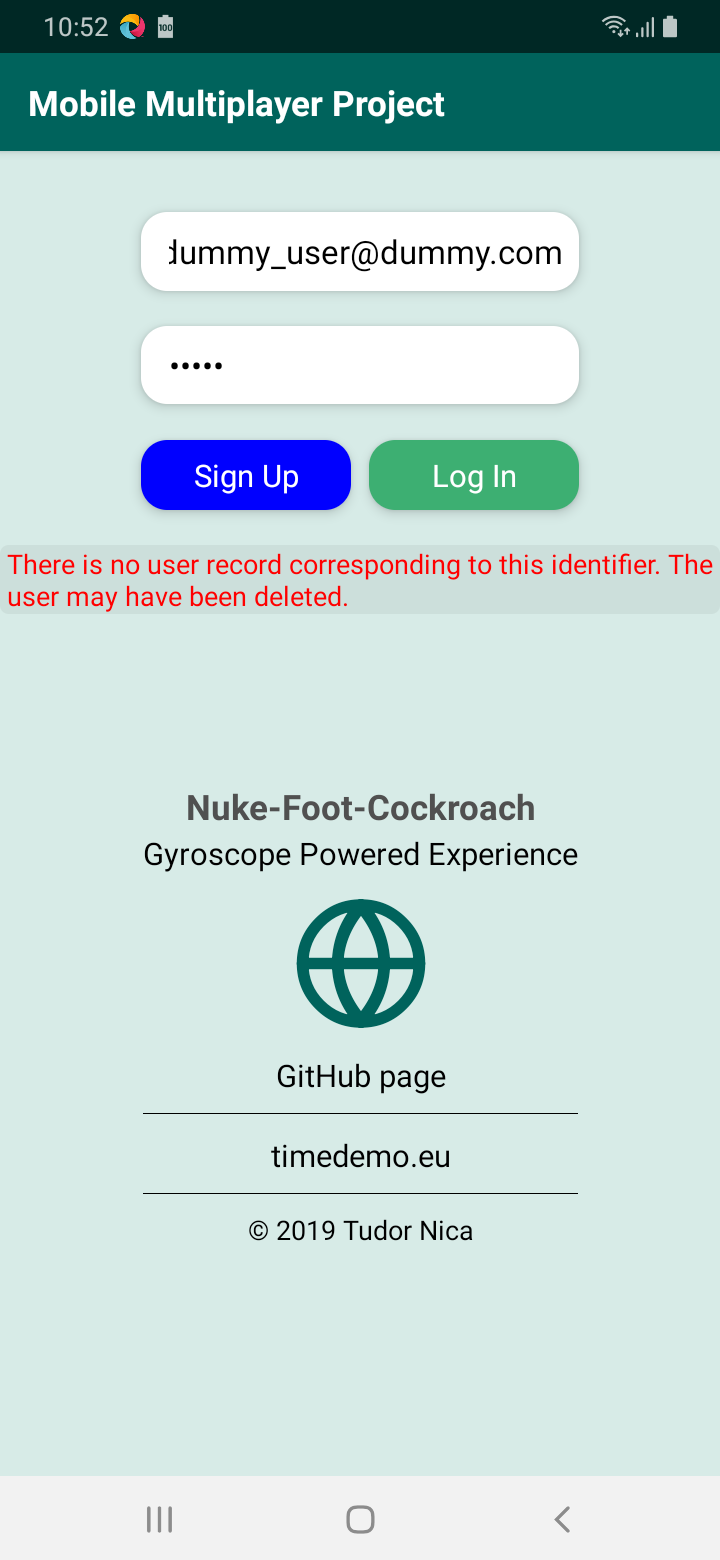 10:52
100
Mobile Multiplayer Project
dummy_user@dummy.com
•••••
Sign Up
Log In
There is no user record corresponding to this identifier. The
user may have been deleted.
Nuke-Foot-Cockroach
Gyroscope Powered Experience
GitHub page
timedemo.eu
© 2019 Tudor Nica